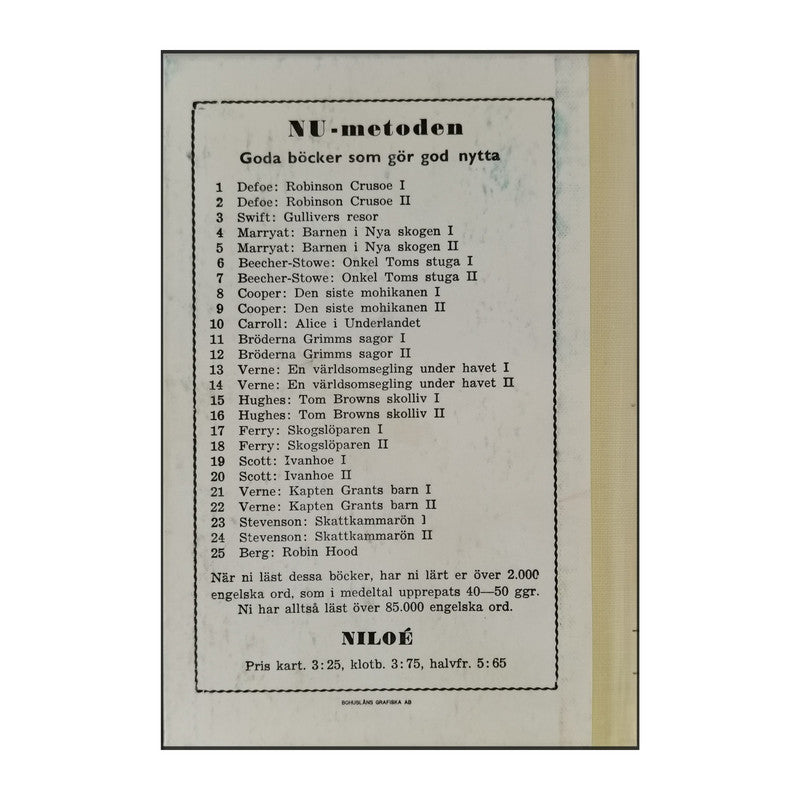 NU-metoden
Goda böcker som gör god nytta
1 Defoe: Robinson Crusoe I
2 Defoe: Robinson Crusoe II
3 Swift: Gullivers resor
4 Marryat: Barnen i Nya skogen I
5 Marryat: Barnen i Nya skogen II
6 Beecher-Stowe: Onkel Toms stuga I
7 Beecher-Stowe: Onkel Toms stuga II
8 Cooper: Den siste mohikanen I
9 Cooper: Den siste mohikanen II
10 Carroll: Alice i Underlandet
11 Bröderna Grimms sagor I
12 Bröderna Grimms sagor II
13 Verne: En världsomsegling under havet I
14 Verne: En världsomsegling under havet II
15 Hughes: Tom Browns skolliv I
16 Hughes: Tom Browns skolliv II
17 Ferry: Skogslöparen I
18 Ferry: Skogslöparen II
19 Scott: Ivanhoe I
20 Scott: Ivanhoe II
21 Verne: Kapten Grants barn I
22 Verne: Kapten Grants barn II
23 Stevenson: Skattkammarön I
24 Stevenson: Skattkammarön II
25 Berg: Robin Hood
När ni läst dessa böcker, har ni lärt er över 2.000
engelska ord, som i medeltal upprepats 40—50 ggr.
Ni har alltså läst över 85.000 engelska ord.
NILOÉ
Pris kart. 3:25, klotb. 3:75, halvfr. 5:65
BOHUSLÄNS GRAFISKA AB